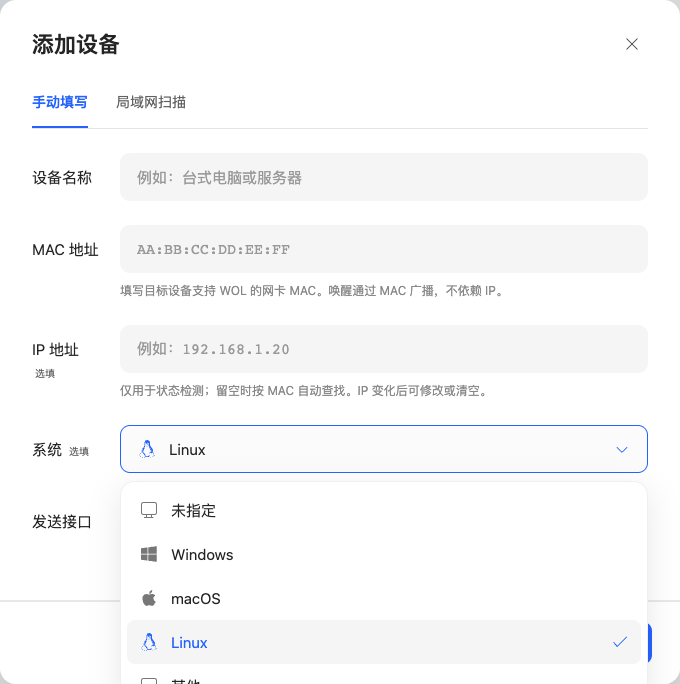 添加设备
手动填写 局域网扫描
设备名称 例如：台式电脑或服务器
MAC 地址 AA:BB:CC:DD:EE:FF
填写目标设备支持 WOL 的网卡 MAC。唤醒通过 MAC 广播，不依赖 IP。
IP 地址 例如：192.168.1.20
选填
仅用于状态检测；留空时按 MAC 自动查找。IP 变化后可修改或清空。
系统 选填 Linux
发送接口
未指定
Windows
macOS
Linux